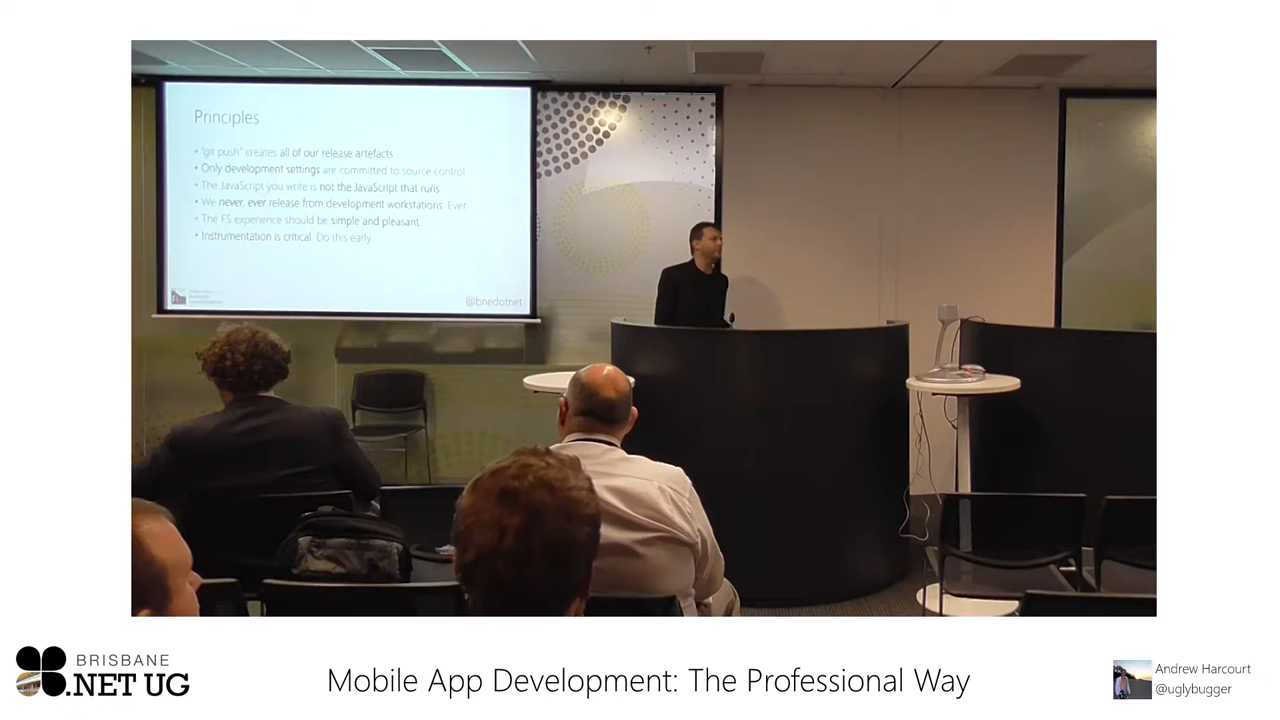 Principles
• "git push" creates all of our release artefacts
• Only development settings are committed to source control
• The JavaScript you write is not the JavaScript that runs
• We never, ever release from development workstations. Ever
• The F5 experience should be simple and pleasant.
• Instrumentation is critical. Do this early
@bnedotnet
BRISBANE
.NET UG
Mobile App Development: The Professional Way
Andrew Harcourt
@uglybugger